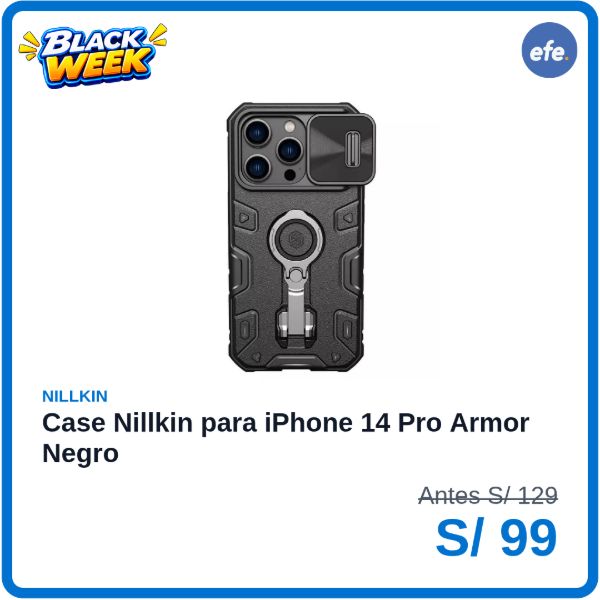 BLACK
WEEK
efe.
NILLKIN
Case Nillkin para iPhone 14 Pro Armor
Negro
Antes S/ 129
S/ 99